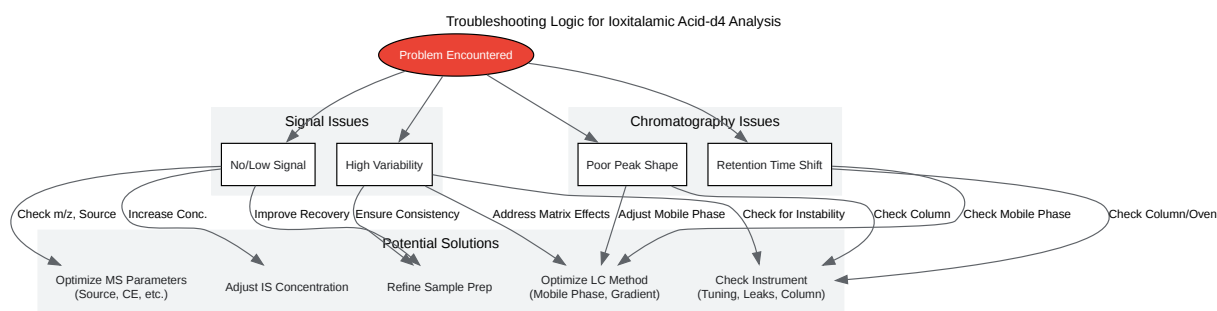 Troubleshooting Logic for Ioxitalamic Acid-d4 Analysis
Problem Encountered
Signal Issues
Chromatography Issues
No/Low Signal
High Variability
Poor Peak Shape
Retention Time Shift
Check m/z, Source
Increase Conc.
Improve Recovery
Ensure Consistency
Address Matrix Effects
Adjust Mobile Phase
Check for Instability
Check Column
Check Mobile Phase
Check Column/Oven
Potential Solutions
Optimize MS Parameters
(Source, CE, etc.)
Adjust IS Concentration
Refine Sample Prep
Optimize LC Method
(Mobile Phase, Gradient)
Check Instrument
(Tuning, Leaks, Column)